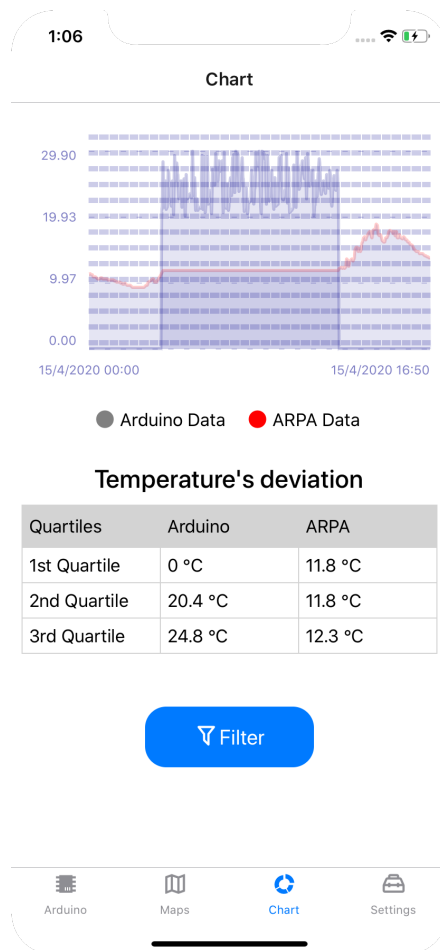 1:06
Chart
29.90
19.93
9.97
0.00
15/4/2020 00:00 15/4/2020 16:50
Arduino Data ARPA Data
Temperature's deviation
Quartiles Arduino ARPA
1st Quartile 0 °C 11.8 °C
2nd Quartile 20.4 °C 11.8 °C
3rd Quartile 24.8 °C 12.3 °C
Filter
Arduino Maps Chart Settings